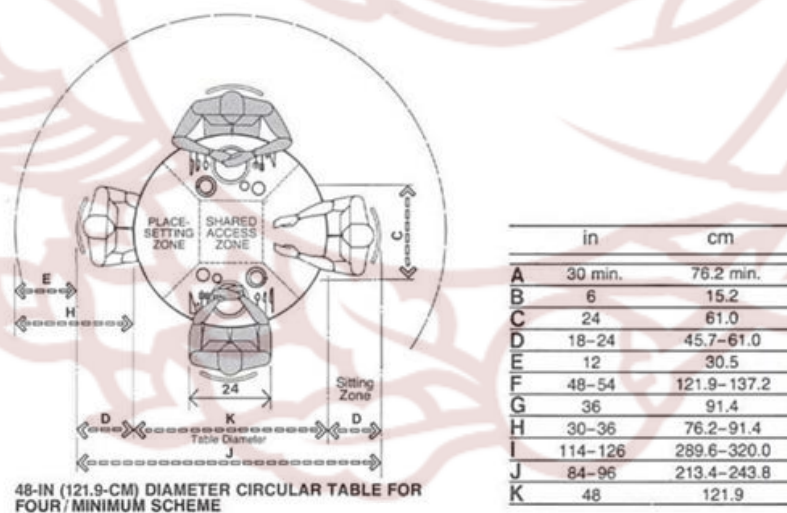 PLACE-
SETTING
ZONE
SHARED
ACCESS
ZONE
C
E
H
24
Sitting
Zone
D
K
D
Table Diameter
J
48-IN (121.9-CM) DIAMETER CIRCULAR TABLE FOR
FOUR/MINIMUM SCHEME
in cm
A 30 min. 76.2 min.
B 6 15.2
C 24 61.0
D 18–24 45.7–61.0
E 12 30.5
F 48–54 121.9–137.2
G 36 91.4
H 30–36 76.2–91.4
I 114–126 289.6–320.0
J 84–96 213.4–243.8
K 48 121.9